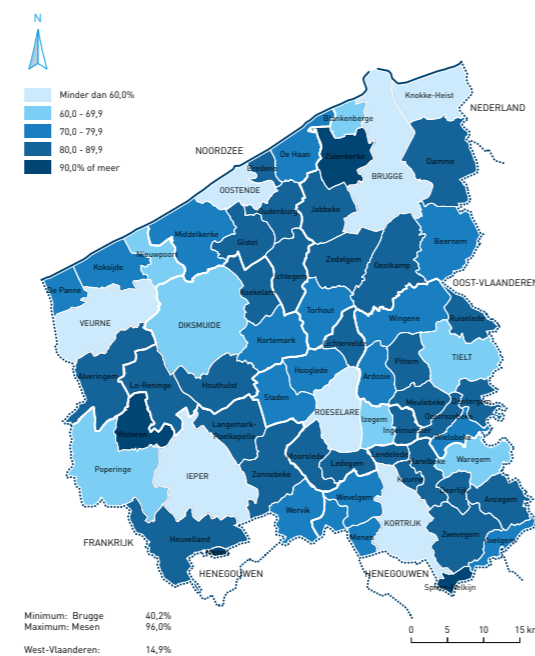 N
Minder dan 60,0%
60,0 - 69,9
70,0 - 79,9
80,0 - 89,9
90,0% of meer
NOORDZEE
NEDERLAND
Knokke-Heist
Blankenberge
De Haan
Zuienkerke
Damme
Bredene
BRUGGE
OOSTENDE
Oudenburg
Jabbeke
Middelkerke
Gistel
Beernem
Nieuwpoort
Zedelgem
Oostkamp
Koksijde
Ichtegem
De Panne
Koekelare
OOST-VLAANDEREN
VEURNE
DIKSMUIDE
Torhout
Wingene
Ruiselede
Kortemark
Lichtervelde
TIELT
Pittem
Alveringem
Lo-Reninge
Houthulst
Hooglede
Ardooie
Staden
Meulebeke
Dentergem
ROESELARE
Oostrozebeke
Izegem
Langemark-
Poelkapelle
Ingelmunster
Wielsbeke
Vleteren
Moorslede
Ledegem
Lendelede
Harelbeke
Waregem
Poperinge
IEPER
Zonnebeke
Kuurne
Deerlijk
Anzegem
Wervik
Wevelgem
KORTRIJK
Menen
Zwevegem
Avelgem
FRANKRIJK
Heuvelland
Mesen
HENEGOUWEN
HENEGOUWEN
Spiere-Helkijn
Minimum: Brugge 40,2%
Maximum: Mesen 96,0%
West-Vlaanderen: 14,9%
0 5 10 15 km